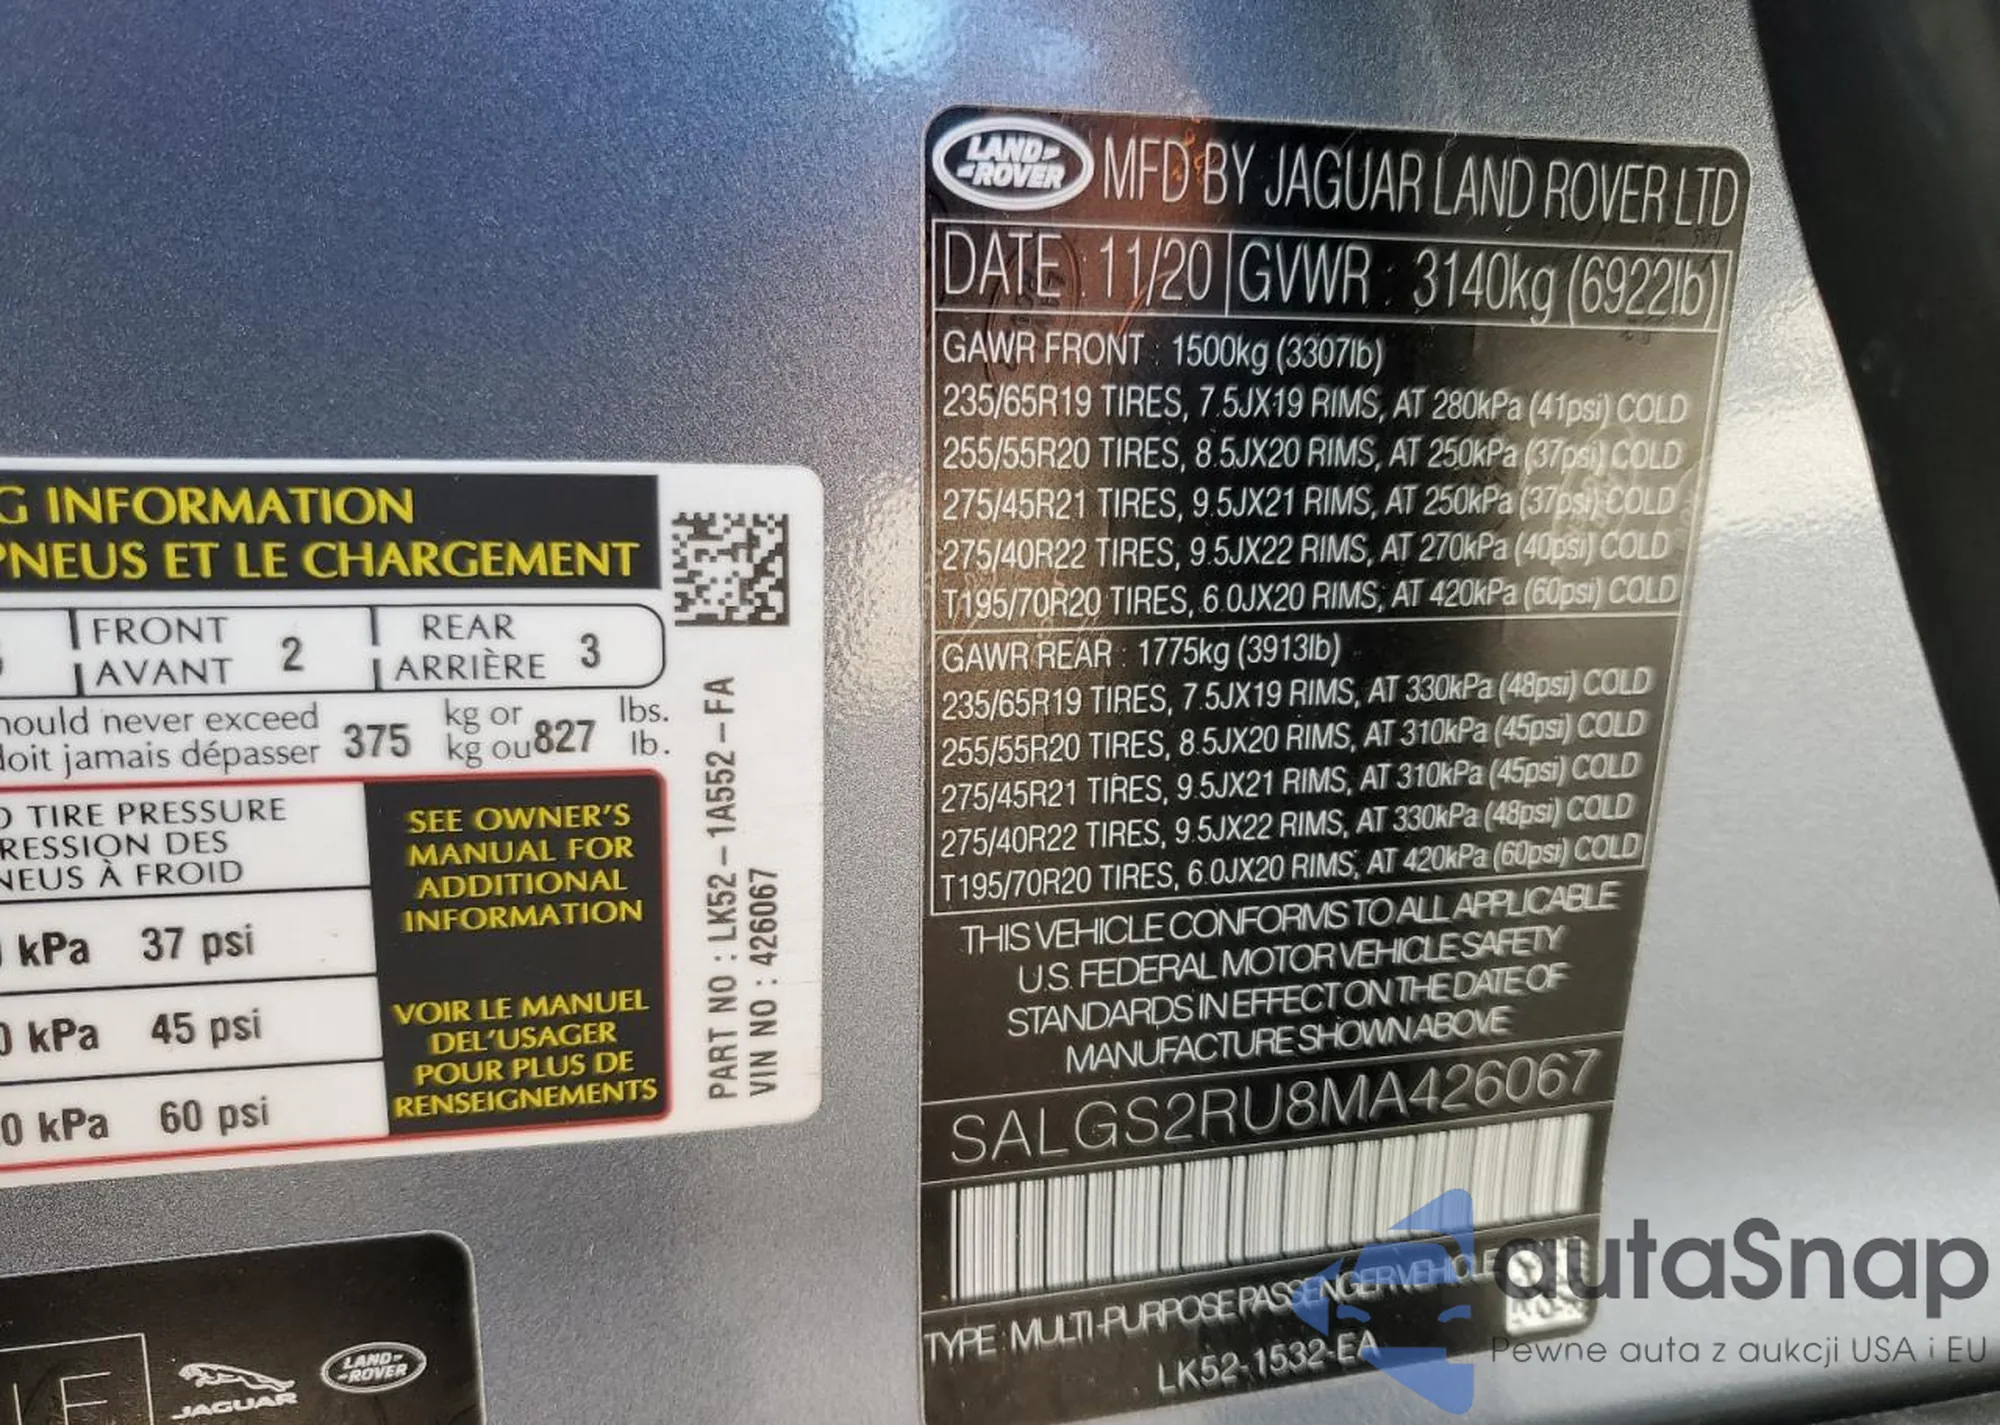 G INFORMATION
PNEUS ET LE CHARGEMENT
FRONT
AVANT
2
REAR
ARRIÈRE
3
hould never exceed
doit jamais dépasser
375
kg or
kg ou
827
lbs.
lb.
D TIRE PRESSURE
RESSION DES
NEUS À FROID
kPa 37 psi
0 kPa 45 psi
0 kPa 60 psi
SEE OWNER'S
MANUAL FOR
ADDITIONAL
INFORMATION
VOIR LE MANUEL
DEL'USAGER
POUR PLUS DE
RENSEIGNEMENTS
PART NO : LK52 – 1A552 – FA
VIN NO : 426067
JAGUAR
LAND-
-ROVER
LAND-
-ROVER
MFD BY JAGUAR LAND ROVER LTD
DATE : 11/20 GVWR : 3140kg (6922lb)
GAWR FRONT : 1500kg (3307lb)
235/65R19 TIRES, 7.5JX19 RIMS, AT 280kPa (41psi) COLD
255/55R20 TIRES, 8.5JX20 RIMS, AT 250kPa (37psi) COLD
275/45R21 TIRES, 9.5JX21 RIMS, AT 250kPa (37psi) COLD
275/40R22 TIRES, 9.5JX22 RIMS, AT 270kPa (40psi) COLD
T195/70R20 TIRES, 6.0JX20 RIMS, AT 420kPa (60psi) COLD
GAWR REAR : 1775kg (3913lb)
235/65R19 TIRES, 7.5JX19 RIMS, AT 330kPa (48psi) COLD
255/55R20 TIRES, 8.5JX20 RIMS, AT 310kPa (45psi) COLD
275/45R21 TIRES, 9.5JX21 RIMS, AT 310kPa (45psi) COLD
275/40R22 TIRES, 9.5JX22 RIMS, AT 330kPa (48psi) COLD
T195/70R20 TIRES, 6.0JX20 RIMS, AT 420kPa (60psi) COLD
THIS VEHICLE CONFORMS TO ALL APPLICABLE
U.S. FEDERAL MOTOR VEHICLE SAFETY
STANDARDS IN EFFECT ON THE DATE OF
MANUFACTURE SHOWN ABOVE
SALGS2RU8MA426067
TYPE: MULTI-PURPOSE PASSENGER VEHICLE
LK52-1532-EA
autaSnap
Pewne auta z aukcji USA i EU